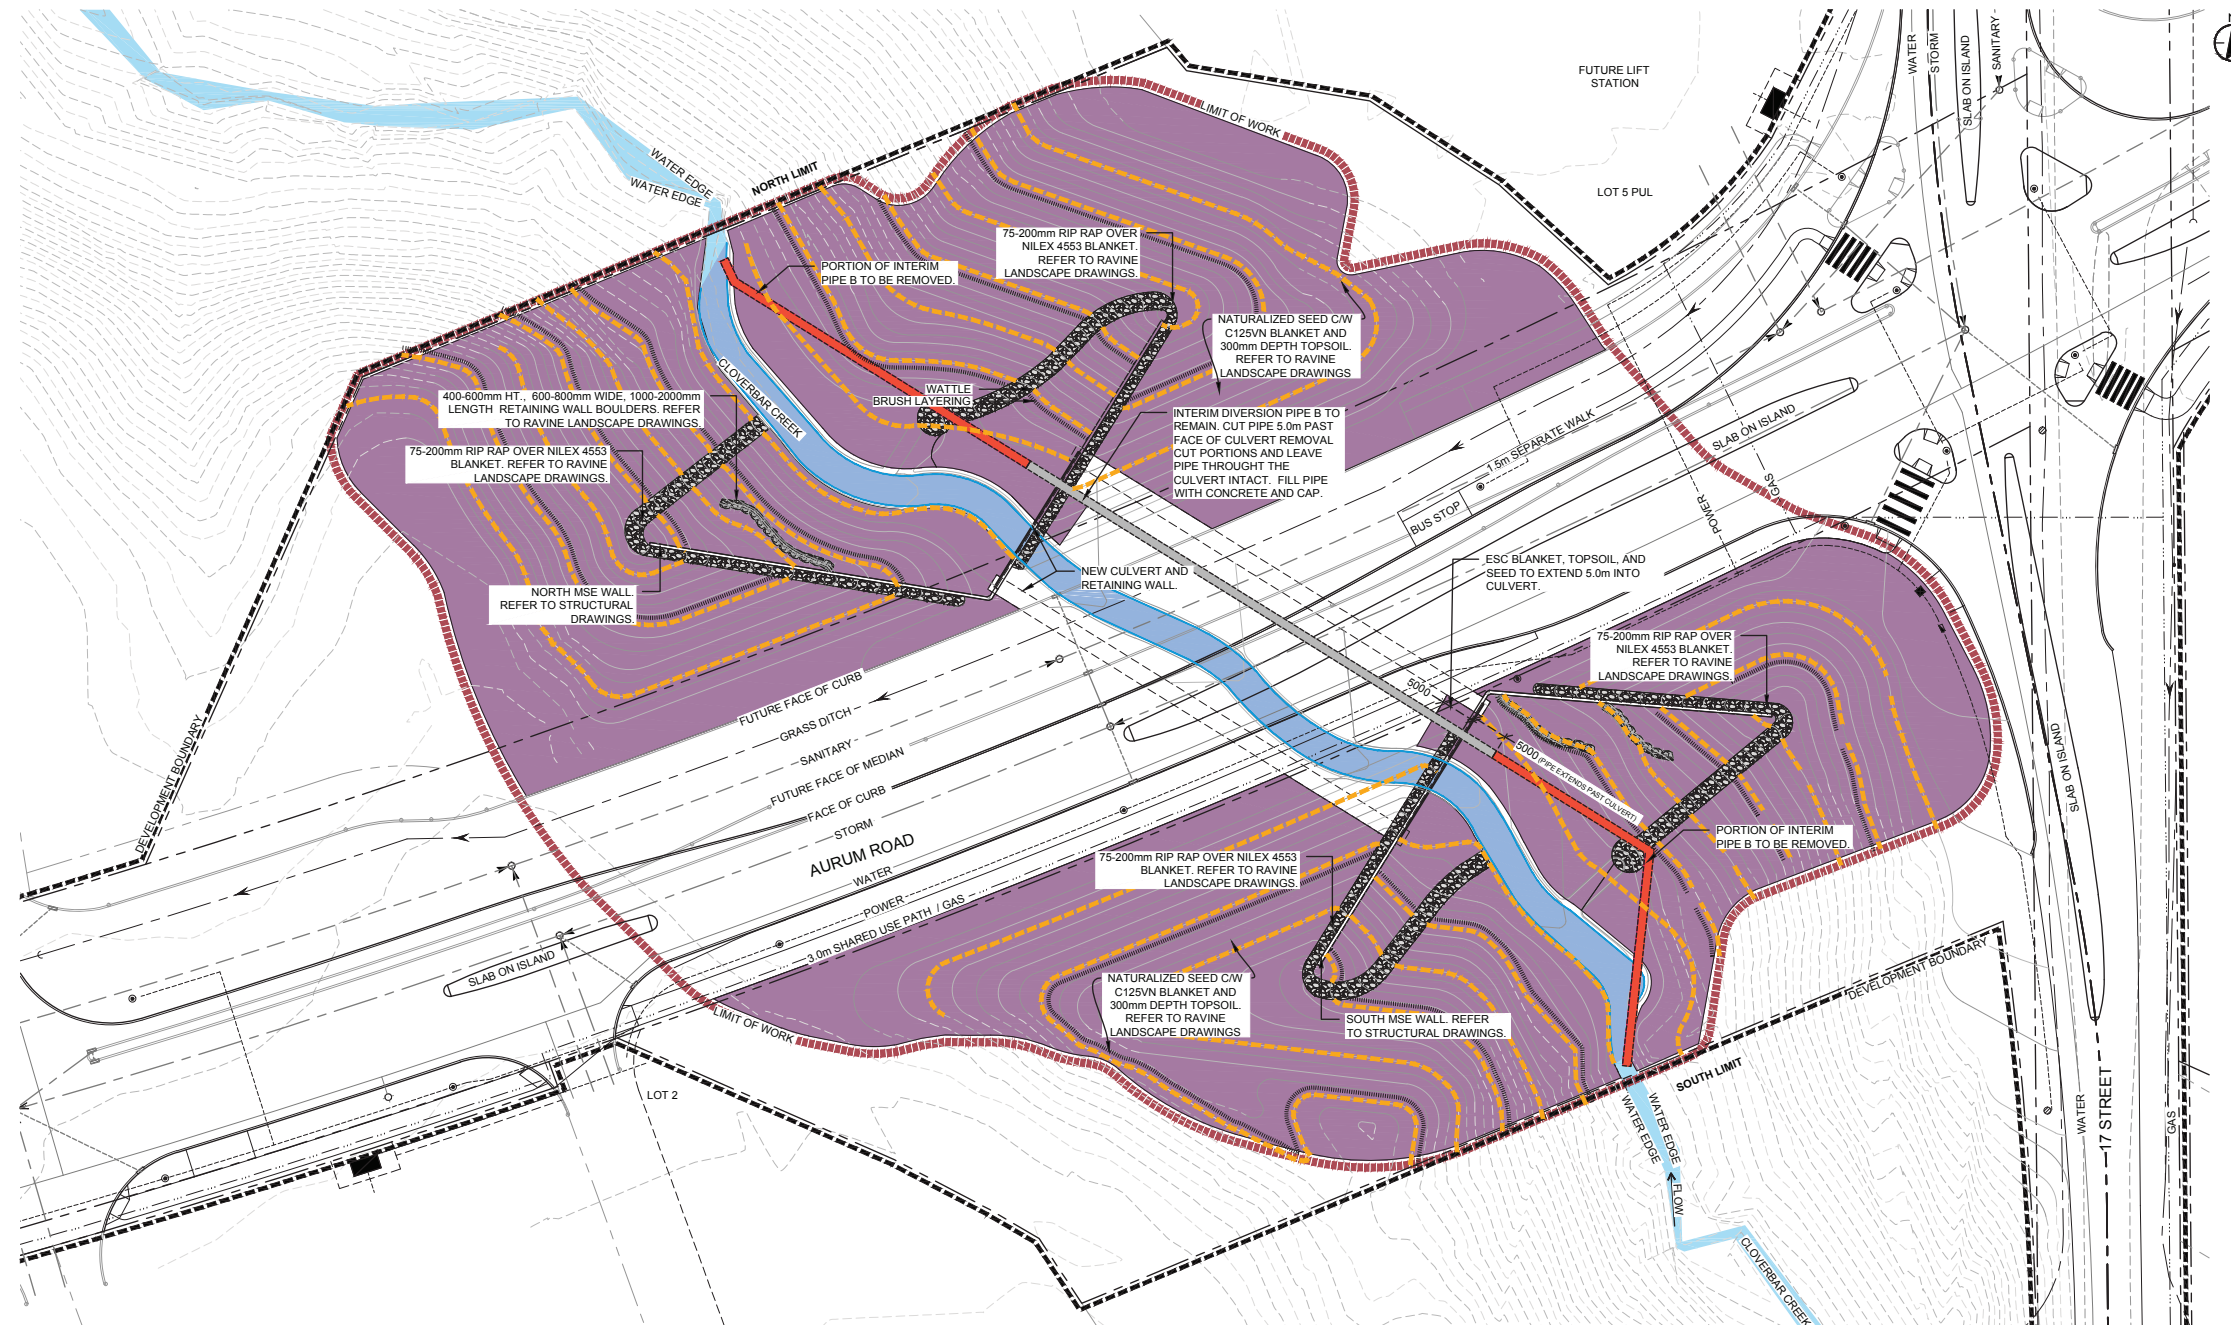 FUTURE LIFT
STATION
WATER
STORM
SLAB ON ISLAND
SANITARY
LIMIT OF WORK
WATER EDGE
WATER EDGE
NORTH LIMIT
LOT 5 PUL
75-200mm RIP RAP OVER
NILEX 4553 BLANKET.
REFER TO RAVINE
LANDSCAPE DRAWINGS.
PORTION OF INTERIM
PIPE B TO BE REMOVED.
NATURALIZED SEED C/W
C125VN BLANKET AND
300mm DEPTH TOPSOIL.
REFER TO RAVINE
LANDSCAPE DRAWINGS
CLOVERBAR CREEK
WATTLE
BRUSH LAYERING
400-600mm HT., 600-800mm WIDE, 1000-2000mm
LENGTH RETAINING WALL BOULDERS. REFER
TO RAVINE LANDSCAPE DRAWINGS.
INTERIM DIVERSION PIPE B TO
REMAIN. CUT PIPE 5.0m PAST
FACE OF CULVERT REMOVAL
CUT PORTIONS AND LEAVE
PIPE THROUGHT THE
CULVERT INTACT. FILL PIPE
WITH CONCRETE AND CAP.
1.5m SEPARATE WALK
SLAB ON ISLAND
75-200mm RIP RAP OVER NILEX 4553
BLANKET. REFER TO RAVINE
LANDSCAPE DRAWINGS.
GAS
POWER
BUS STOP
NEW CULVERT AND
RETAINING WALL.
ESC BLANKET, TOPSOIL, AND
SEED TO EXTEND 5.0m INTO
CULVERT.
NORTH MSE WALL.
REFER TO STRUCTURAL
DRAWINGS.
75-200mm RIP RAP OVER
NILEX 4553 BLANKET.
REFER TO RAVINE
LANDSCAPE DRAWINGS.
FUTURE FACE OF CURB
GRASS DITCH
SANITARY
FUTURE FACE OF MEDIAN
FACE OF CURB
STORM
AURUM ROAD
WATER
POWER
3.0m SHARED USE PATH / GAS
5000
5000 (PIPE EXTENDS PAST CULVERT)
DEVELOPMENT BOUNDARY
SLAB ON ISLAND
PORTION OF INTERIM
PIPE B TO BE REMOVED.
75-200mm RIP RAP OVER NILEX 4553
BLANKET. REFER TO RAVINE
LANDSCAPE DRAWINGS.
SLAB ON ISLAND
NATURALIZED SEED C/W
C125VN BLANKET AND
300mm DEPTH TOPSOIL.
REFER TO RAVINE
LANDSCAPE DRAWINGS
SOUTH MSE WALL. REFER
TO STRUCTURAL DRAWINGS.
DEVELOPMENT BOUNDARY
LIMIT OF WORK
SOUTH LIMIT
LOT 2
WATER EDGE
WATER EDGE
FLOW
CLOVERBAR CREEK
WATER
17 STREET
GAS